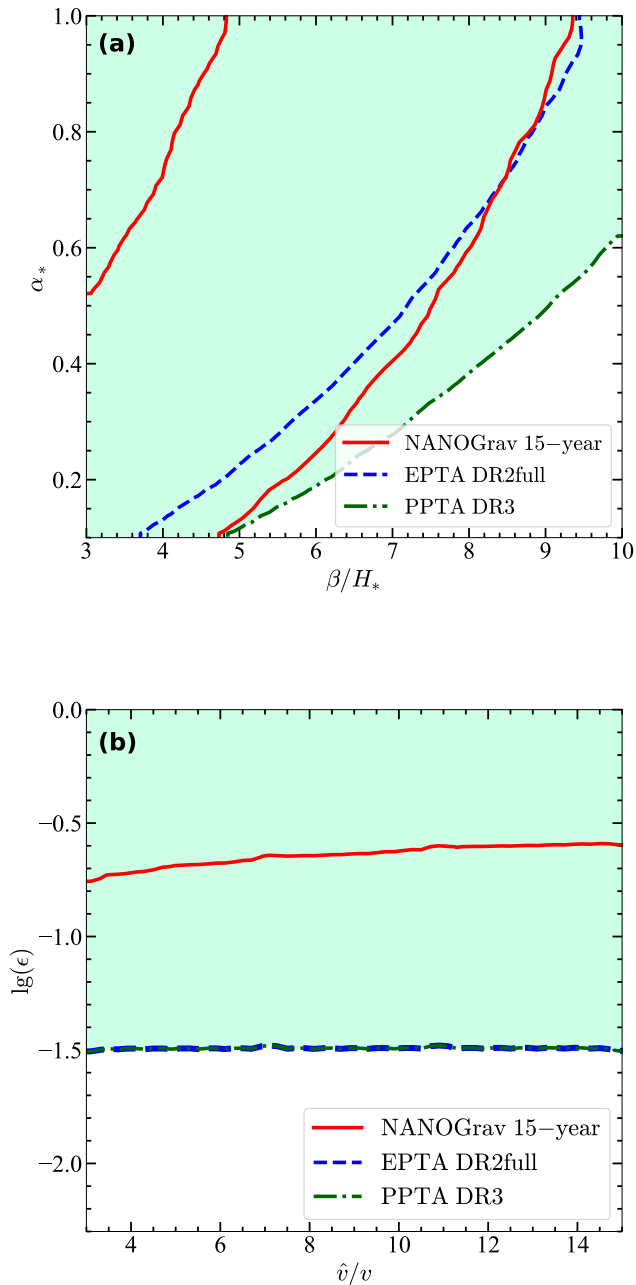 (a)
1.0
0.8
0.6
0.4
0.2
α*
3 4 5 6 7 8 9 10
β/H*
NANOGrav 15−year
EPTA DR2full
PPTA DR3
(b)
0.0
−0.5
−1.0
−1.5
−2.0
lg(ϵ)
4 6 8 10 12 14
v̂/v
NANOGrav 15−year
EPTA DR2full
PPTA DR3